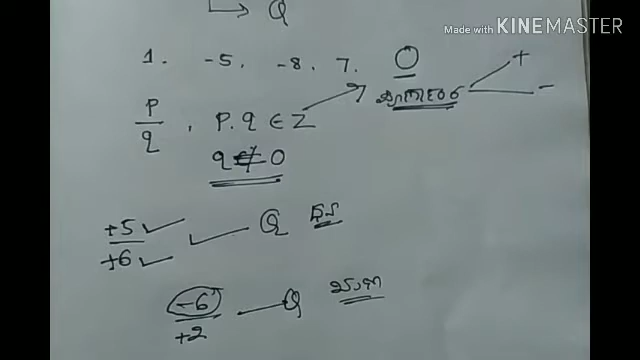 Made with KINEMASTER
Q
1. -5, -8, 7. 0 +
P/q, P. q ∈ Z -
q ≠ 0
+5/+6 Q
-6/+2 Q